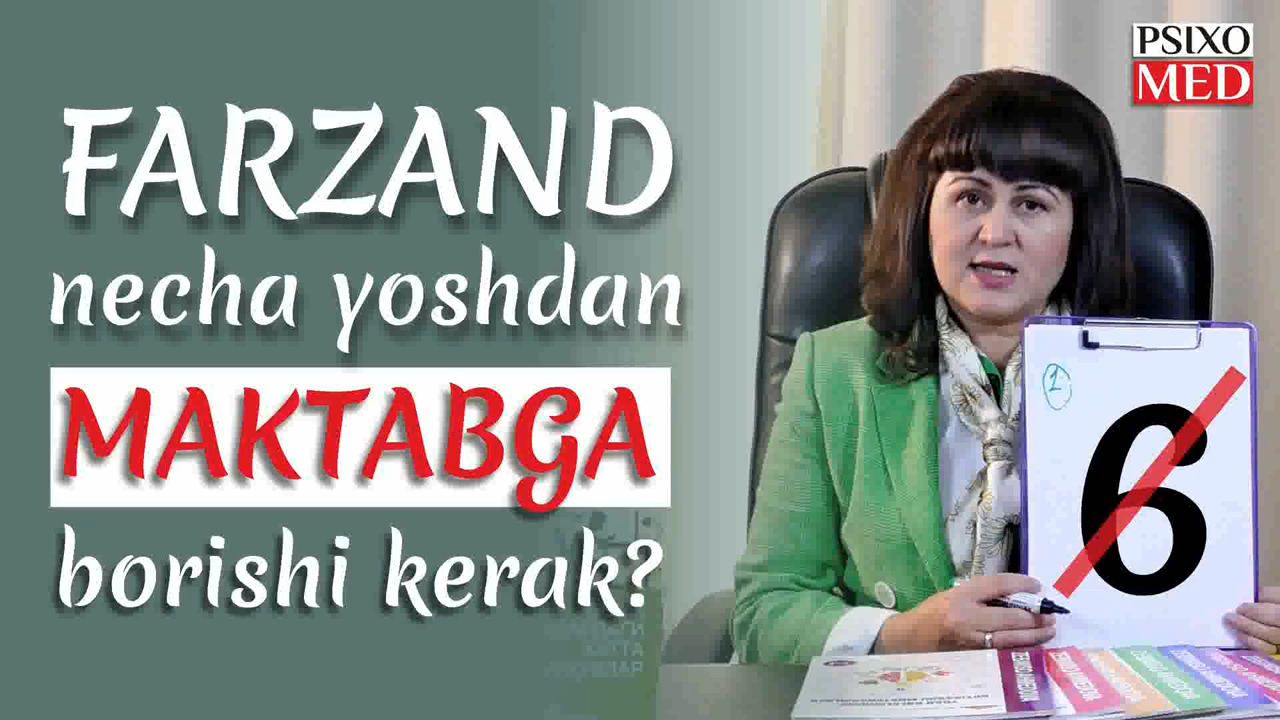 FARZAND
necha yoshdan
MAKTABGA
borishi kerak?
PSIXO
MED
1
6